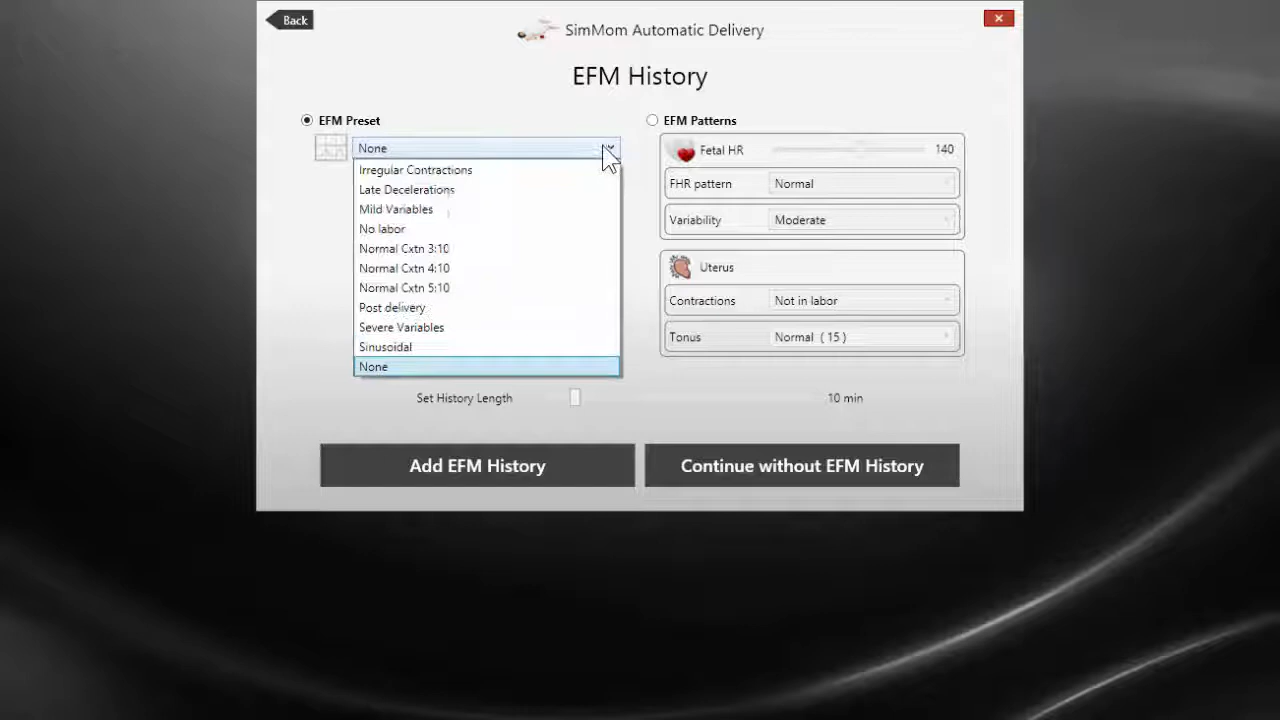 Back
SimMom Automatic Delivery
EFM History
EFM Preset
None
Irregular Contractions
Late Decelerations
Mild Variables
No labor
Normal Cxtn 3:10
Normal Cxtn 4:10
Normal Cxtn 5:10
Post delivery
Severe Variables
Sinusoidal
None
EFM Patterns
Fetal HR 140
FHR pattern Normal
Variability Moderate
Uterus
Contractions Not in labor
Tonus Normal ( 15 )
Set History Length 10 min
Add EFM History
Continue without EFM History